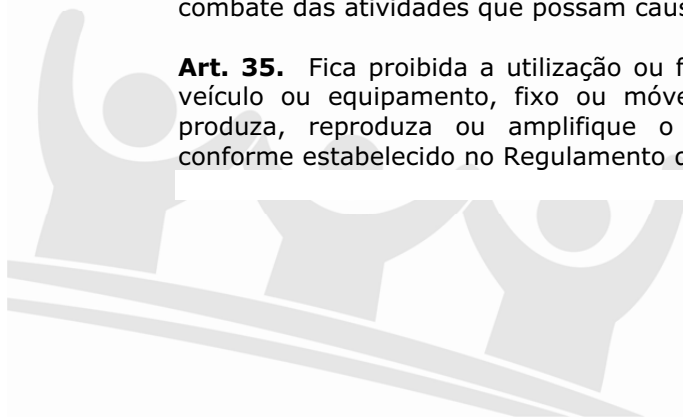 combate das atividades que possam caus
Art. 35. Fica proibida a utilização ou f
veículo ou equipamento, fixo ou móve
produza, reproduza ou amplifique o
conforme estabelecido no Regulamento d